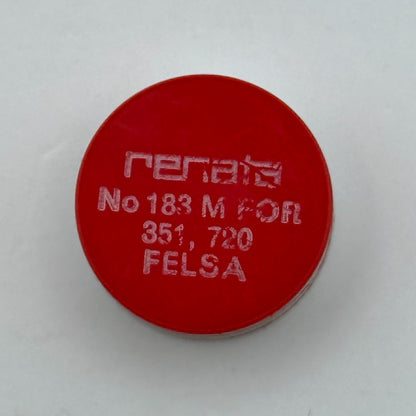 renata
No 183 M FOR
351, 720
FELSA